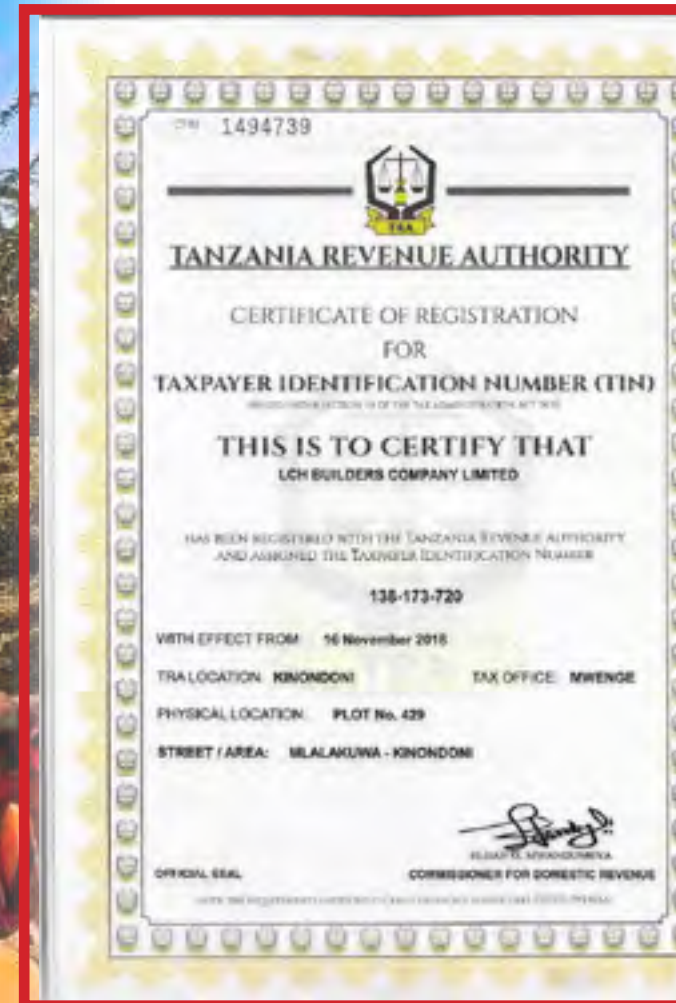 1494739
TRA
TANZANIA REVENUE AUTHORITY
CERTIFICATE OF REGISTRATION
FOR
TAXPAYER IDENTIFICATION NUMBER (TIN)
THIS IS TO CERTIFY THAT
LCH BUILDERS COMPANY LIMITED
HAS BEEN REGISTERED WITH THE TANZANIA REVENUE AUTHORITY
AND ASSIGNED THE TAXPAYER IDENTIFICATION NUMBER
138-173-720
WITH EFFECT FROM 16 November 2018
TRA LOCATION: KINONDONI TAX OFFICE: MWENGE
PHYSICAL LOCATION: PLOT No. 429
STREET / AREA: MLALAKUWA - KINONDONI
OFFICIAL SEAL COMMISSIONER FOR DOMESTIC REVENUE